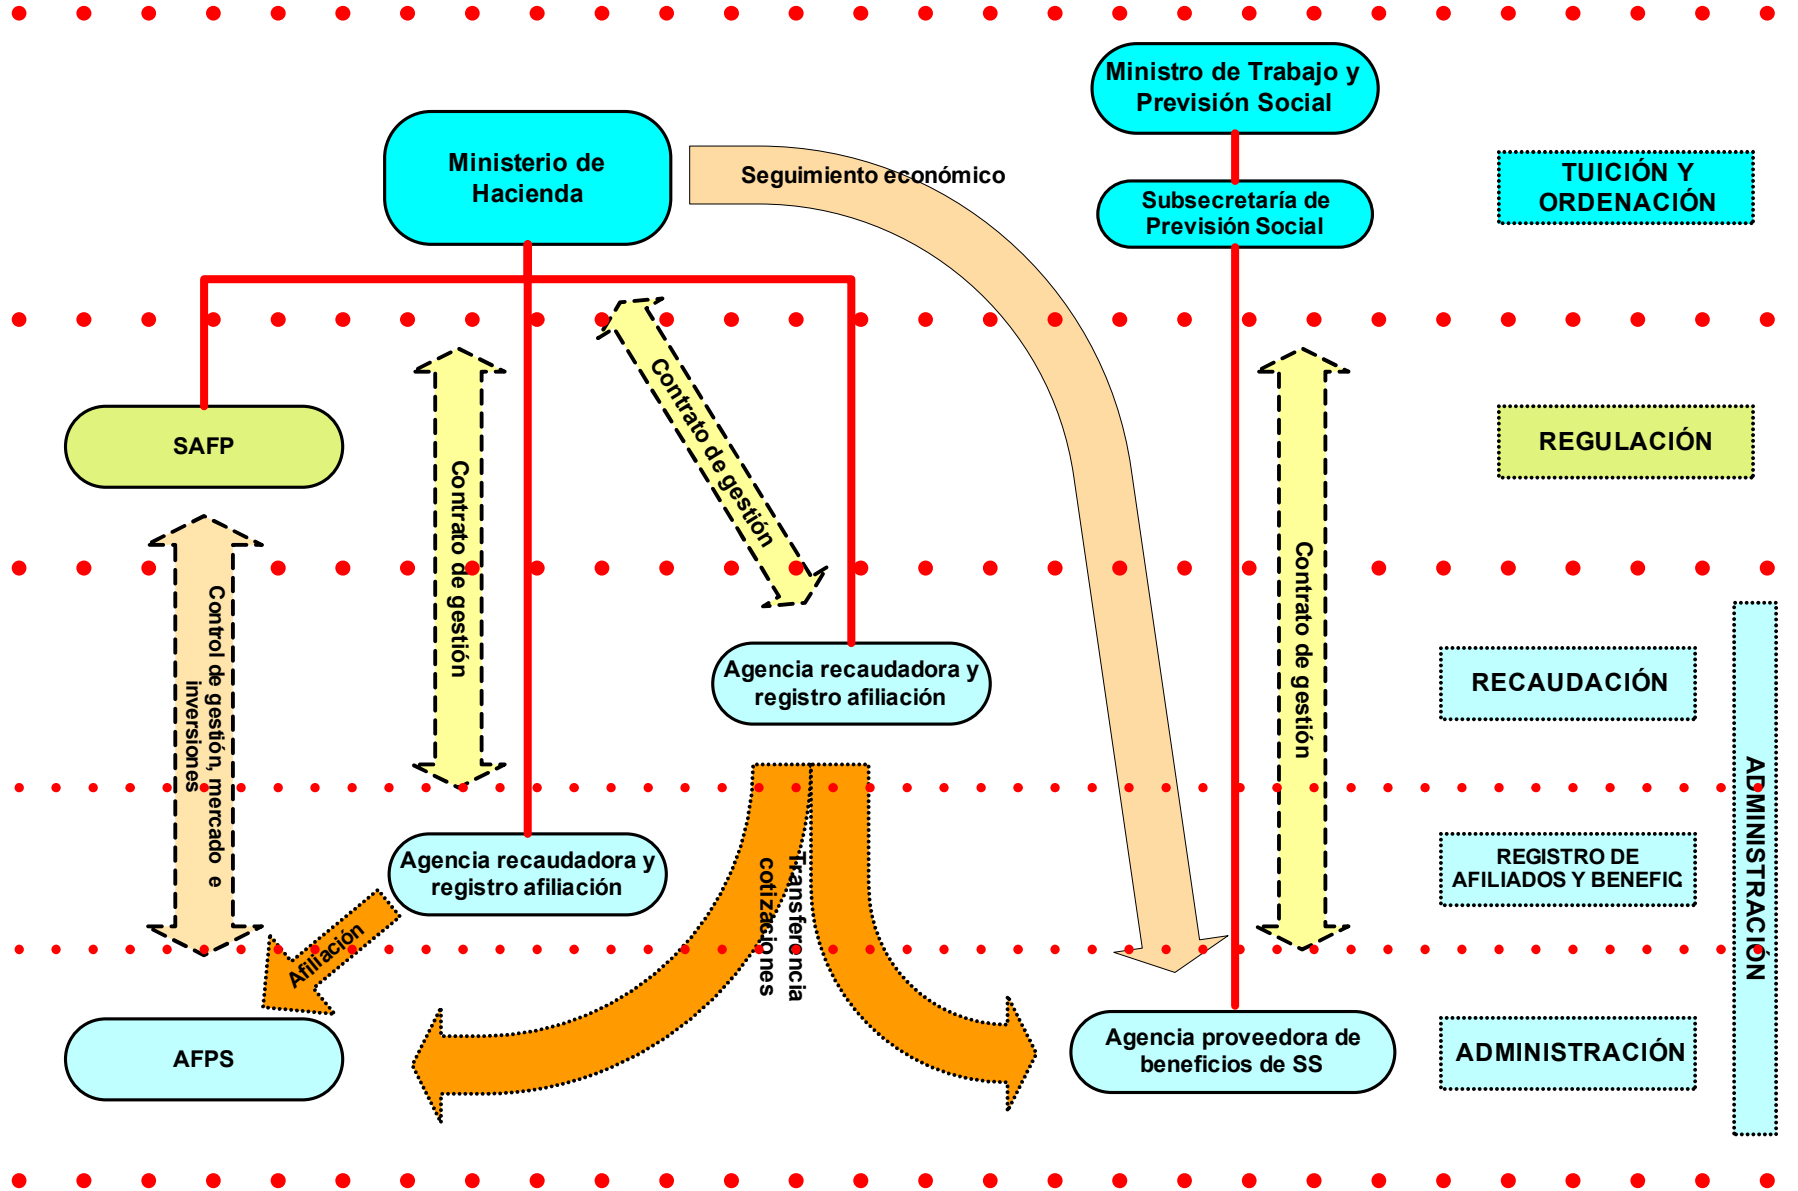 Ministro de Trabajo y
Previsión Social
Ministerio de
Hacienda
Seguimiento económico
Subsecretaría de
Previsión Social
TUICIÓN Y
ORDENACIÓN
SAFP
Contrato de gestión
Contrato de gestión
Contrato de gestión
REGULACIÓN
Control de gestión, mercado e
inversiones
Agencia recaudadora y
registro afiliación
RECAUDACIÓN
ADMINISTRACIÓN
Agencia recaudadora y
registro afiliación
Transferencia
cotizaciones
REGISTRO DE
AFILIADOS Y BENEFIC.
Afiliación
AFPS
Agencia proveedora de
beneficios de SS
ADMINISTRACIÓN